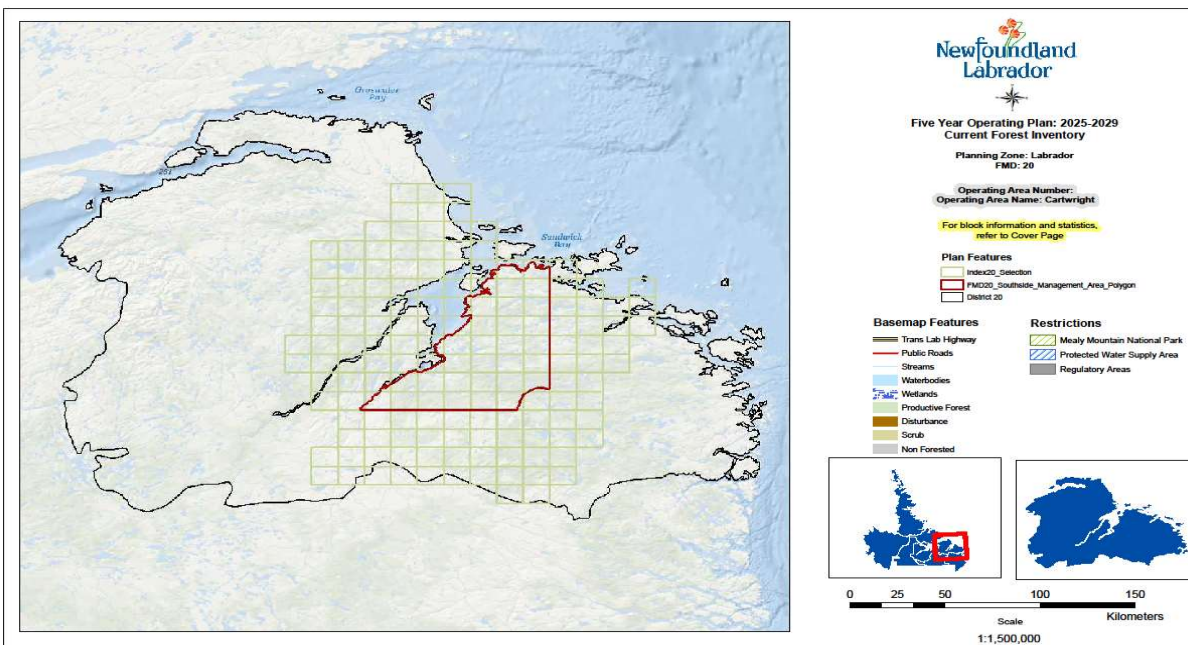 Groswater
Bay
251
Sandwich
Bay
Newfoundland
Labrador
Five Year Operating Plan: 2025-2029
Current Forest Inventory
Planning Zone: Labrador
FMD: 20
Operating Area Number:
Operating Area Name: Cartwright
For block information and statistics,
refer to Cover Page
Plan Features
Index20_Selection
FMD20_Southside_Management_Area_Polygon
District 20
Basemap Features
Trans Lab Highway
Public Roads
Streams
Waterbodies
Wetlands
Productive Forest
Disturbance
Scrub
Non Forested
Restrictions
Mealy Mountain National Park
Protected Water Supply Area
Regulatory Areas
0 25 50 100 150
Kilometers
Scale
1:1,500,000